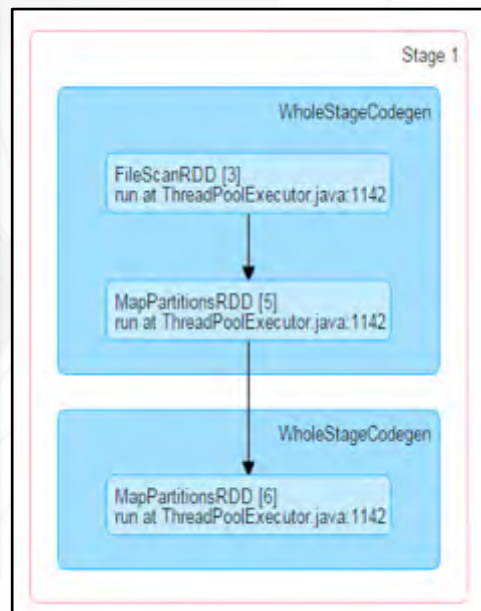 Stage 1
WholeStageCodegen
FileScanRDD [3]
run at ThreadPoolExecutor.java:1142
MapPartitionsRDD [5]
run at ThreadPoolExecutor.java:1142
WholeStageCodegen
MapPartitionsRDD [6]
run at ThreadPoolExecutor.java:1142